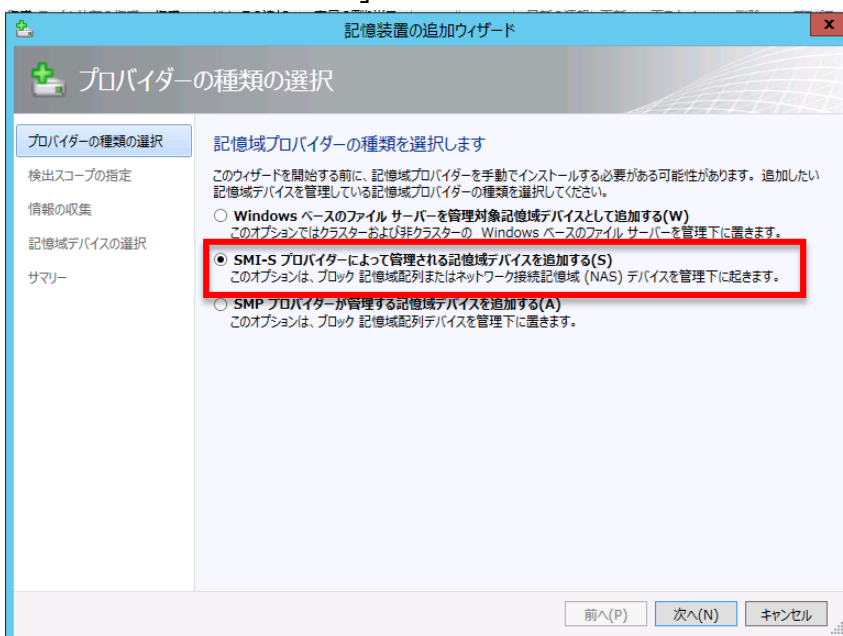 記憶装置の追加ウィザード
x
プロバイダーの種類の選択
プロバイダーの種類の選択
検出スコープの指定
情報の収集
記憶域デバイスの選択
サマリー
記憶域プロバイダーの種類を選択します
このウィザードを開始する前に、記憶域プロバイダーを手動でインストールする必要がある可能性があります。追加したい
記憶域デバイスを管理している記憶域プロバイダーの種類を選択してください。
Windows ベースのファイル サーバーを管理対象記憶域デバイスとして追加する(W)
このオプションではクラスターおよび非クラスターの Windows ベースのファイル サーバーを管理下に置きます。
SMI-S プロバイダーによって管理される記憶域デバイスを追加する(S)
このオプションは、ブロック 記憶域配列またはネットワーク接続記憶域 (NAS) デバイスを管理下に起きます。
SMP プロバイダーが管理する記憶域デバイスを追加する(A)
このオプションは、ブロック 記憶域配列デバイスを管理下に置きます。
前へ(P)
次へ(N)
キャンセル